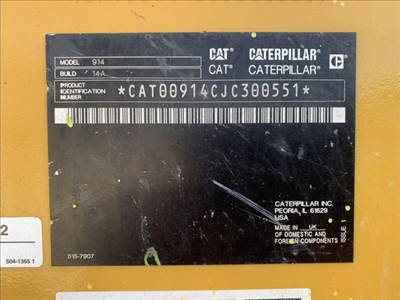 MODEL 914 CAT CATERPILLAR C
BUILD 14A CAT® CATERPILLAR®
PRODUCT
IDENTIFICATION
NUMBER
*CAT00914CJC300551*
CATERPILLAR INC.
PEORIA, IL 61629
USA
MADE IN UK
OF DOMESTIC AND
FOREIGN COMPONENTS
ISSUE 1
2
504-1365 1
515-7907